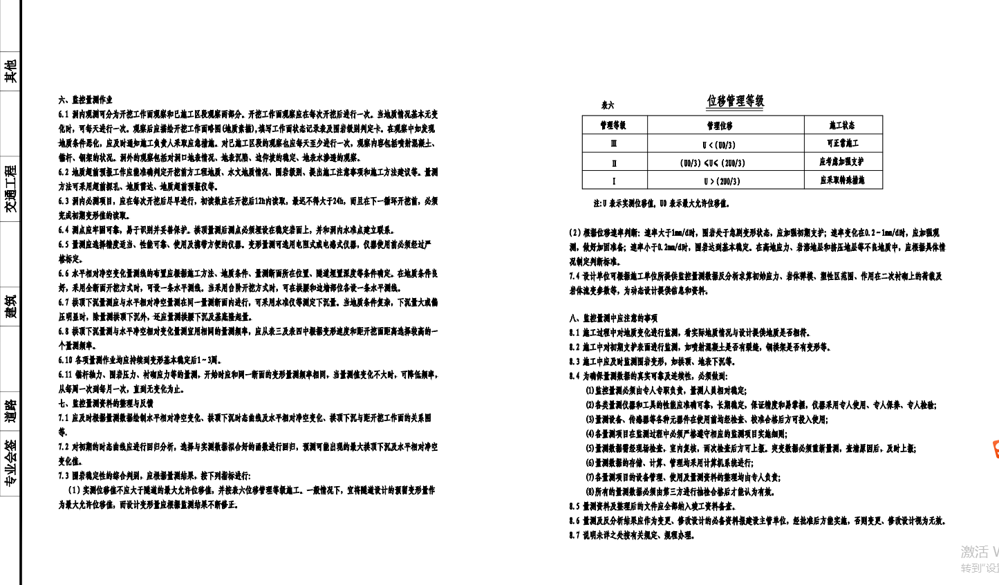 其他
交通工程
建筑
道路
专业会签
六、监控量测作业
6.1 洞内观测可分为开挖工作面观察和已施工区段观察两部分。开挖工作面观察应在每次开挖后进行一次。当地质情况基本无变
化时，可每天进行一次。观察后应描绘开挖工作面略图(地质素描),填写工作面状态记录表及围岩级别判定卡。在观察中如发现
地质条件恶化，应及时通知施工负责人采取应急措施。对已施工区段的观察也应每天至少进行一次，观察内容包括喷射混凝土、
锚杆、钢架的状况。洞外的观察包括对洞口地表情况、地表沉陷、边仰坡的稳定、地表水渗透的观察。
6.2 地质超前预报工作应能准确判定开挖前方工程地质、水文地质情况、围岩级别、提出施工注意事项和施工方法建议等。量测
方法可采用超前探孔、地质雷达、地质超前预报仪等。
6.3 洞内必测项目，应在每次开挖后尽早进行，初读数应在开挖后12h内读取，最迟不得大于24h，而且在下一循环开挖前，必须
完成初期变形值的读取。
6.4 测点应牢固可靠，易于识别并妥善保护。拱顶量测后测点必须埋设在稳定岩面上，并和洞内水准点建立联系。
6.5 量测应选择精度适当、性能可靠、使用及携带方便的仪器。变形量测可选用电阻式或电感式仪器，仪器使用前必须经过严
格标定。
6.6 水平相对净空变化量测线的布置应根据施工方法、地质条件、量测断面所在位置、隧道埋置深度等条件确定。在地质条件良
好，采用全断面开挖方式时，可设一条水平测线。当采用台阶开挖方式时，可在拱腰和边墙部位各设一条水平测线。
6.7 拱顶下沉量测应与水平相对净空量测在同一量测断面内进行，可采用水准仪等测定下沉量。当地质条件复杂，下沉量大或偏
压明显时，除量测拱顶下沉外，还应量测拱腰下沉及基底隆起量。
6.8 拱顶下沉量测与水平净空相对变化量测宜用相同的量测频率，应从表三及表四中根据变形速度和距开挖面距离选择较高的一
个量测频率。
6.10 各项量测作业均应持续到变形基本稳定后1～3周。
6.11 锚杆轴力、围岩压力、衬砌应力等的量测，开始时应和同一断面的变形量测频率相同，当量测值变化不大时，可降低频率，
从每周一次到每月一次，直到无变化为止。
七、监控量测资料的整理与反馈
7.1 应及时根据量测数据绘制水平相对净空变化、拱顶下沉时态曲线及水平相对净空变化、拱顶下沉与距开挖工作面的关系图
等.
7.2 对初期的时态曲线应进行回归分析，选择与实测数据拟合好的函数进行回归，预测可能出现的最大拱顶下沉及水平相对净空
变化值。
7.3 围岩稳定性的综合判别，应根据量测结果，按下列指标进行:
（1）实测位移值不应大于隧道的最大允许位移值，并按表六位移管理等级施工。一般情况下，宜将隧道设计的预留变形量作
为最大允许位移值，而设计变形量应根据监测结果不断修正。
表六 位移管理等级
管理等级 管理位移 施工状态
Ⅲ U＜(U0/3) 可正常施工
Ⅱ (U0/3)≤U≤(2U0/3) 应考虑加强支护
Ⅰ U＞(2U0/3) 应采取特殊措施
注:U 表示实测位移值，U0 表示最大允许位移值。
(2)根据位移速率判断：速率大于1mm/d时，围岩处于急剧变形状态，应加强初期支护；速率变化在0.2～1mm/d时，应加强观
测，做好加固准备；速率小于0.2mm/d时，围岩达到基本稳定。在高地应力、岩溶地层和挤压地层等不良地质中，应根据具体情
况制定判断标准。
7.4 设计单位可根据施工单位所提供监控量测数据反分析求算初始应力、岩体弹模、塑性区范围、作用在二次衬砌上的荷载及
岩体流变参数等，为动态设计提供信息和资料。
八、监控量测中应注意的事项
8.1 施工过程中对地质变化进行监测，看实际地质情况与设计提供地质是否相符。
8.2 施工中对初期支护表面进行监测，如喷射混凝土是否有裂缝，钢拱架是否有变形等。
8.3 施工中应及时监测围岩变形，如拱顶、地表下沉等。
8.4 为确保量测数据的真实可靠及连续性，必须做到:
(1)监控量测必须由专人专职负责，量测人员相对稳定;
(2)各类量测仪器和工具的性能应准确可靠，长期稳定，保证精度和易掌握，仪器采用专人使用、专人保养、专人检验;
(3)量测设备、传感器等各种元器件在使用前均经检查、校准合格后方可投入使用;
(4)各量测项目在监测过程中必须严格遵守相应的监测项目实施细则;
(5)量测数据需经现场检查，室内复核，两次检查后方可上报。突变数据必须重新量测，查清原因后，及时上报;
(6)量测数据的存储、计算、管理均采用计算机系统进行;
(7)各量测项目的设备管理、使用及量测资料的整理均由专人负责;
(8)所有的量测数据必须由第三方进行抽检合格后才能认为有效。
8.5 量测资料及整理后的文件应全部纳入竣工资料备查。
8.6 量测及反分析结果应作为变更、修改设计的必备资料报建设主管单位，经批准后方能实施，否则变更、修改设计视为无效。
8.7 说明未详之处按有关规定、规程办理。
激活 W
转到"设置